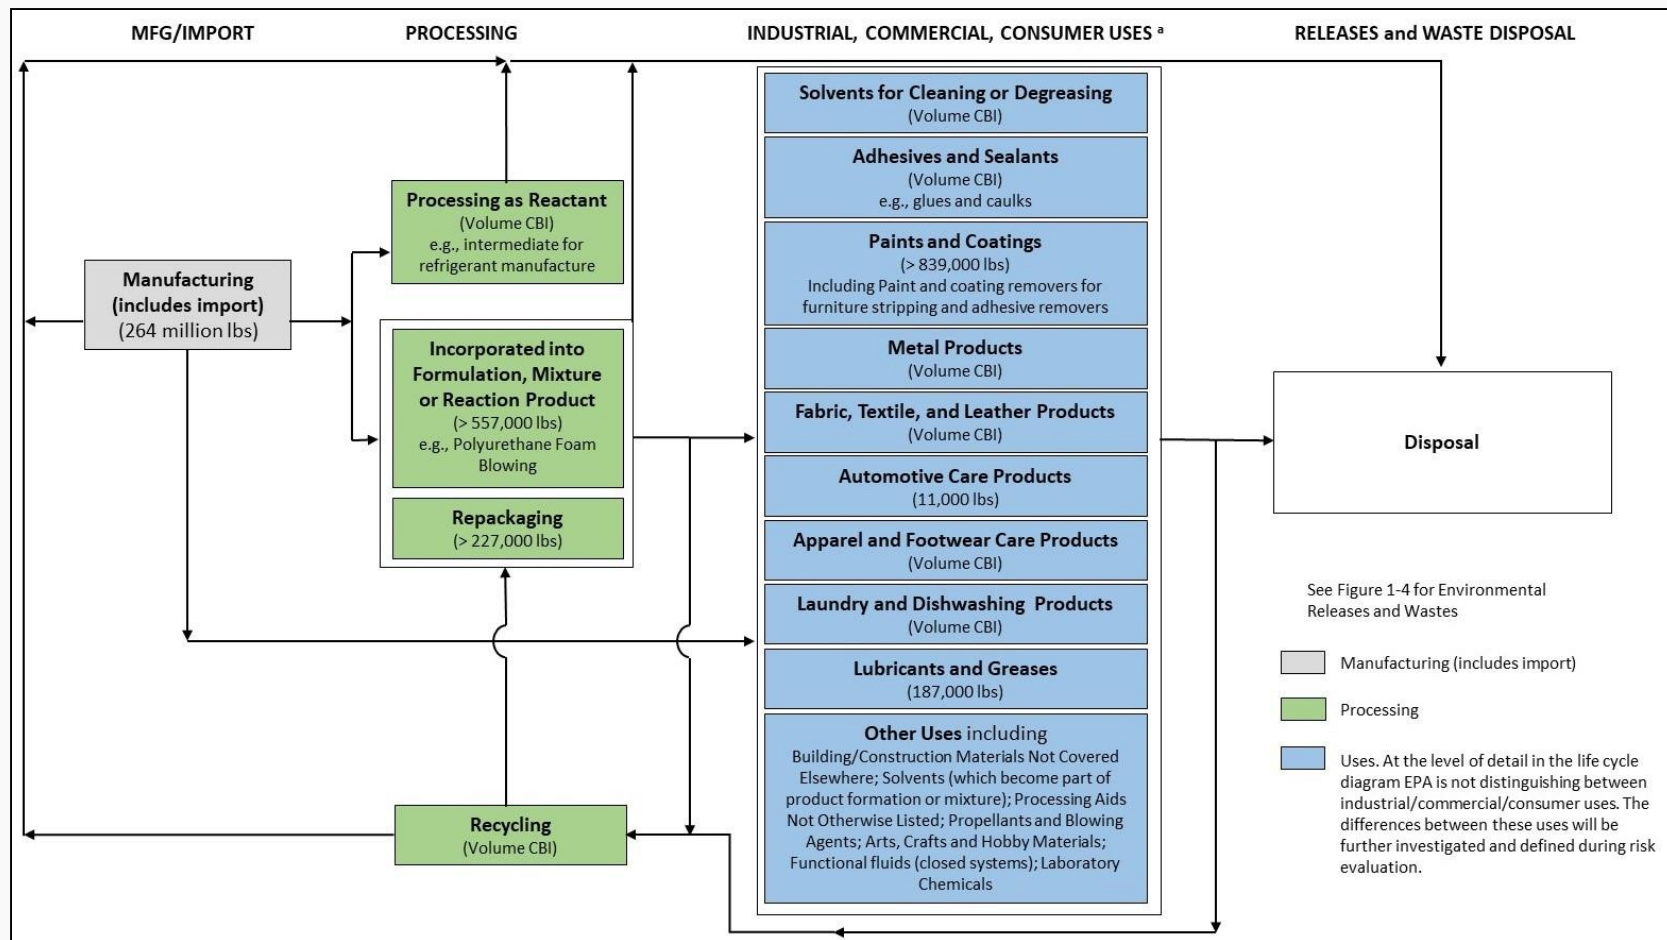 MFG/IMPORT
PROCESSING
INDUSTRIAL, COMMERCIAL, CONSUMER USES a
RELEASES and WASTE DISPOSAL
Manufacturing
(includes import)
(264 million lbs)
Processing as Reactant
(Volume CBI)
e.g., intermediate for
refrigerant manufacture
Incorporated into
Formulation, Mixture
or Reaction Product
(> 557,000 lbs)
e.g., Polyurethane Foam
Blowing
Repackaging
(> 227,000 lbs)
Recycling
(Volume CBI)
Solvents for Cleaning or Degreasing
(Volume CBI)
Adhesives and Sealants
(Volume CBI)
e.g., glues and caulks
Paints and Coatings
(> 839,000 lbs)
Including Paint and coating removers for
furniture stripping and adhesive removers
Metal Products
(Volume CBI)
Fabric, Textile, and Leather Products
(Volume CBI)
Automotive Care Products
(11,000 lbs)
Apparel and Footwear Care Products
(Volume CBI)
Laundry and Dishwashing Products
(Volume CBI)
Lubricants and Greases
(187,000 lbs)
Other Uses including
Building/Construction Materials Not Covered
Elsewhere; Solvents (which become part of
product formation or mixture); Processing Aids
Not Otherwise Listed; Propellants and Blowing
Agents; Arts, Crafts and Hobby Materials;
Functional fluids (closed systems); Laboratory
Chemicals
Disposal
See Figure 1-4 for Environmental
Releases and Wastes
Manufacturing (includes import)
Processing
Uses. At the level of detail in the life cycle
diagram EPA is not distinguishing between
industrial/commercial/consumer uses. The
differences between these uses will be
further investigated and defined during risk
evaluation.